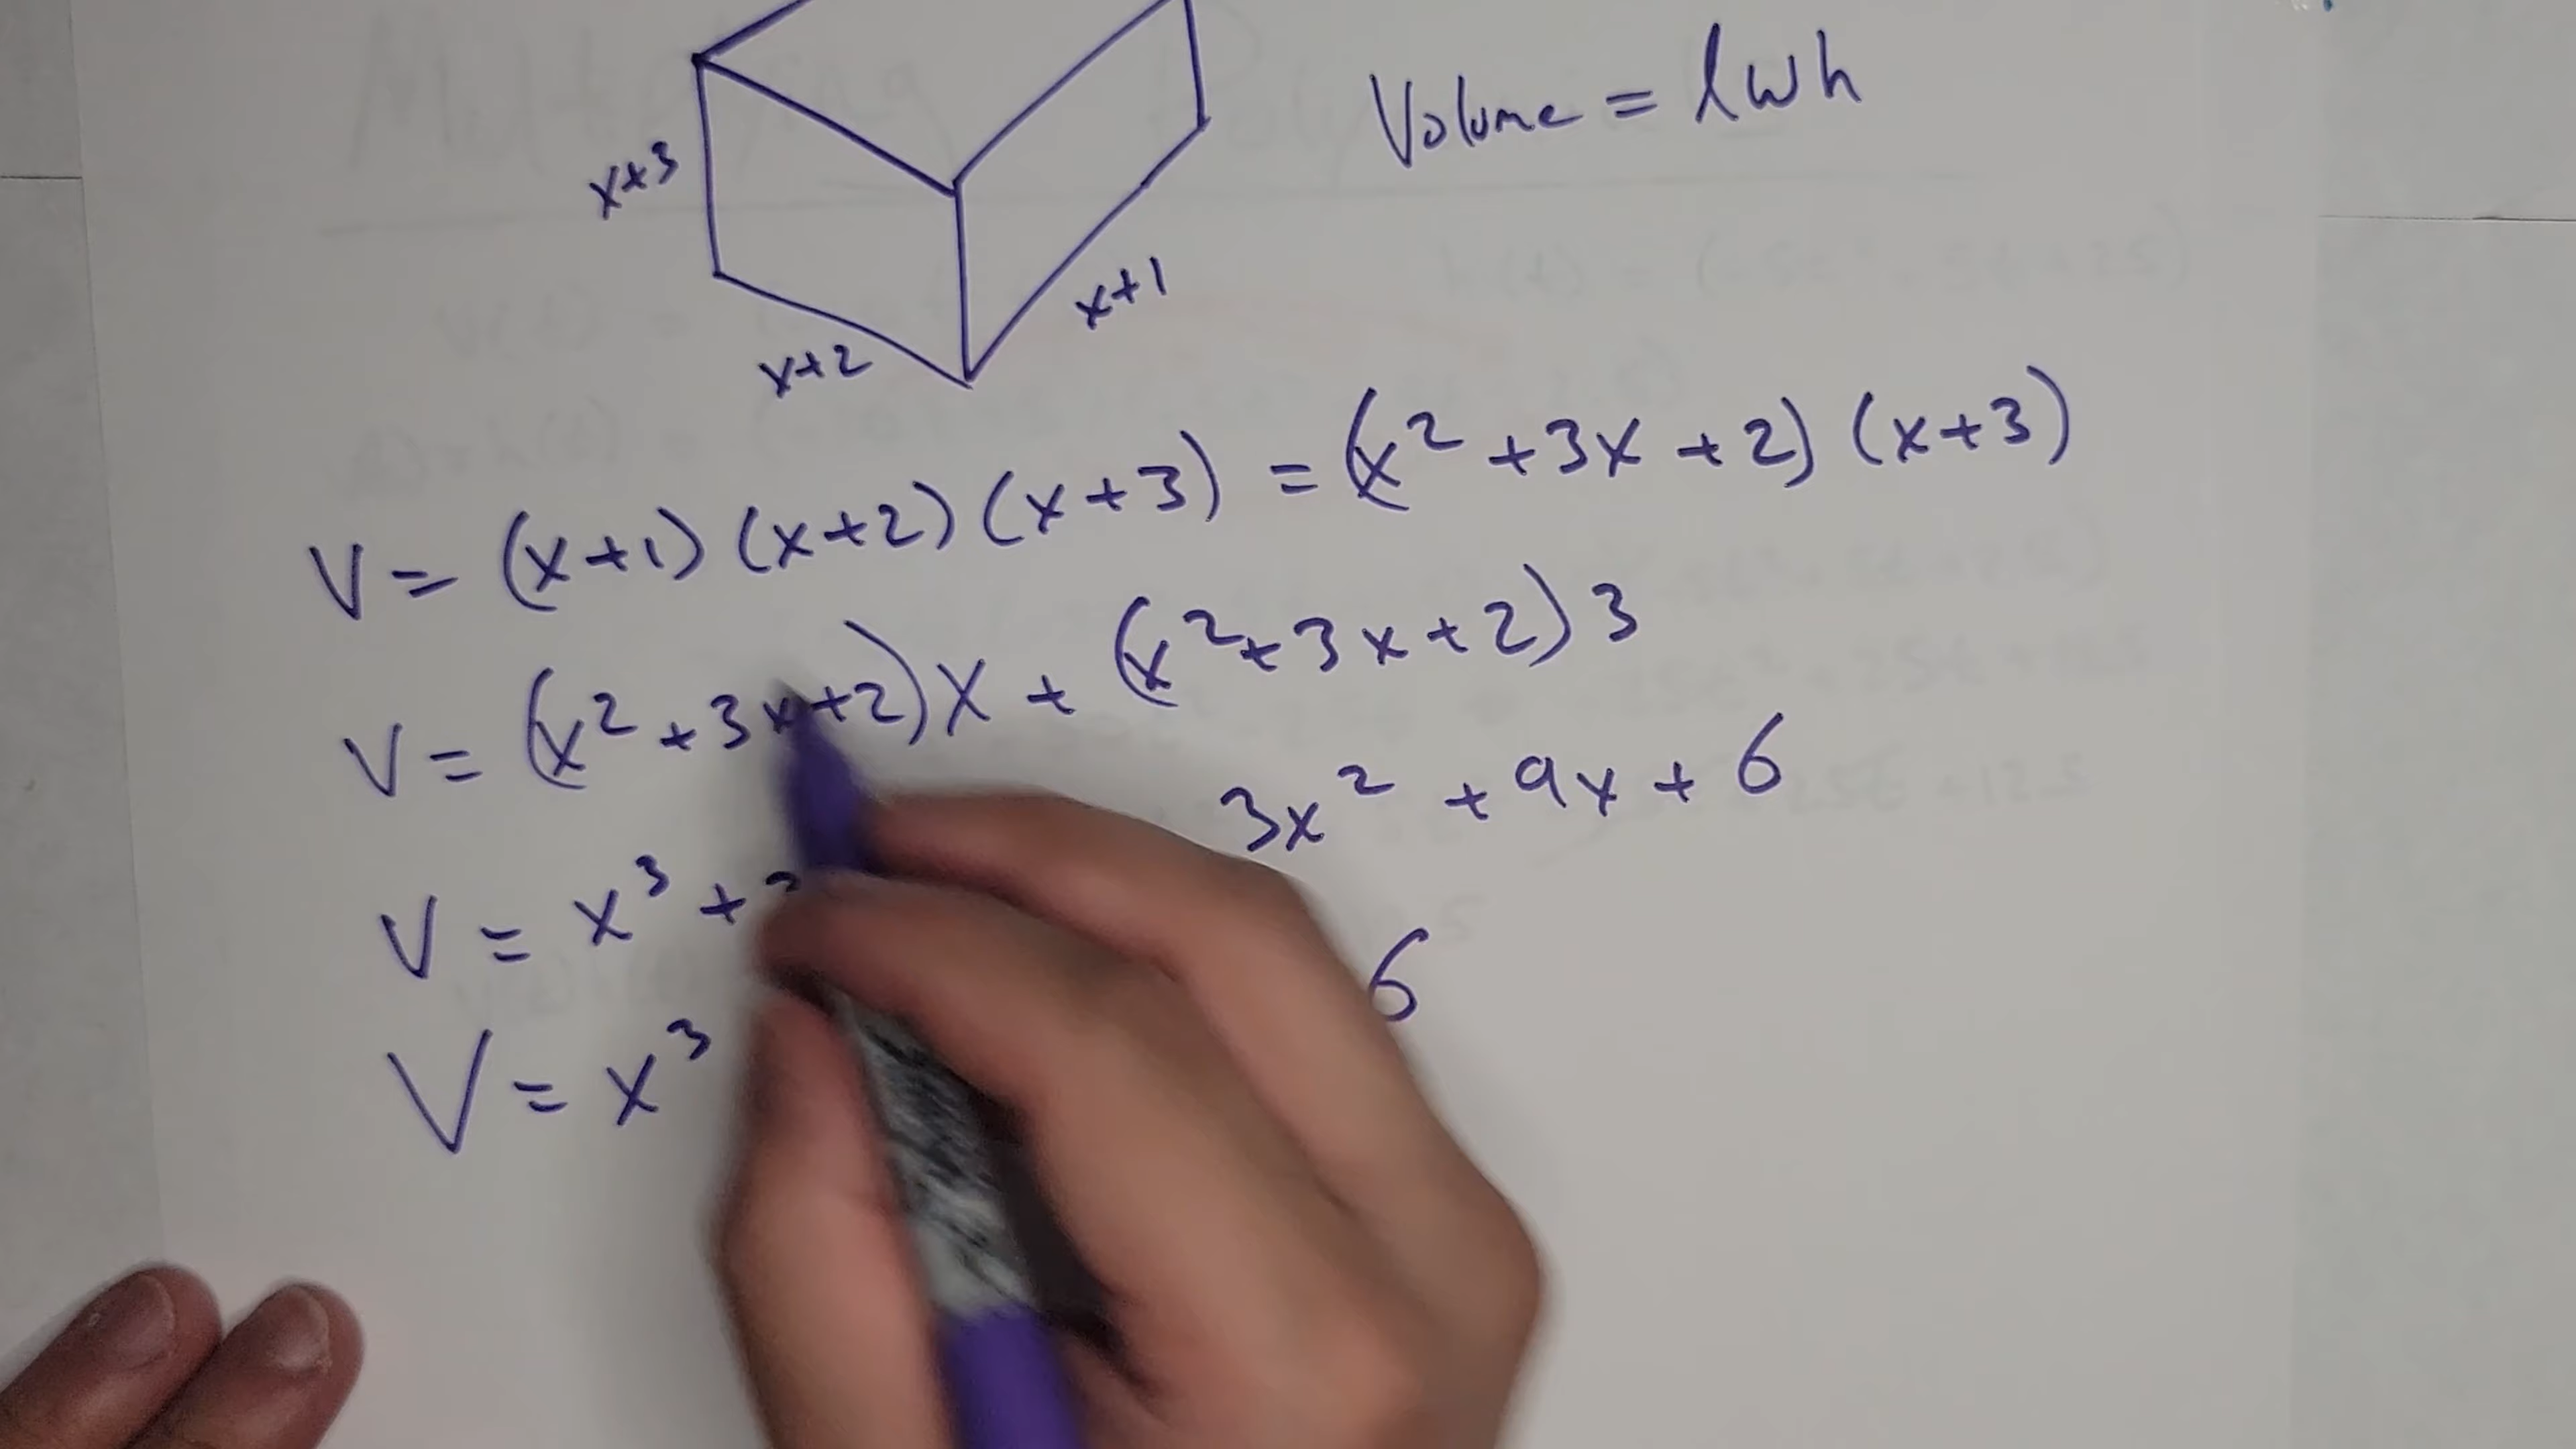 Volume = lwh
x+3
x+1
x+2
V = (x+1)(x+2)(x+3) = (x² +3x +2)(x+3)
V = (x² +3x+2)x + (x²+3x+2)3
3x² + 9x + 6
V = x³ +
6
V = x³